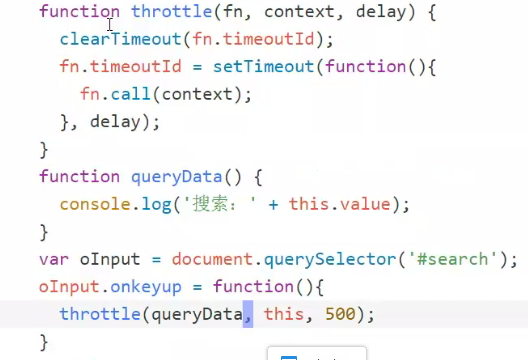 function throttle(fn, context, delay) {
clearTimeout(fn.timeoutId);
fn.timeoutId = setTimeout(function(){
fn.call(context);
}, delay);
}
function queryData() {
console.log('搜索：' + this.value);
}
var oInput = document.querySelector('#search');
oInput.onkeyup = function(){
throttle(queryData, this, 500);
}